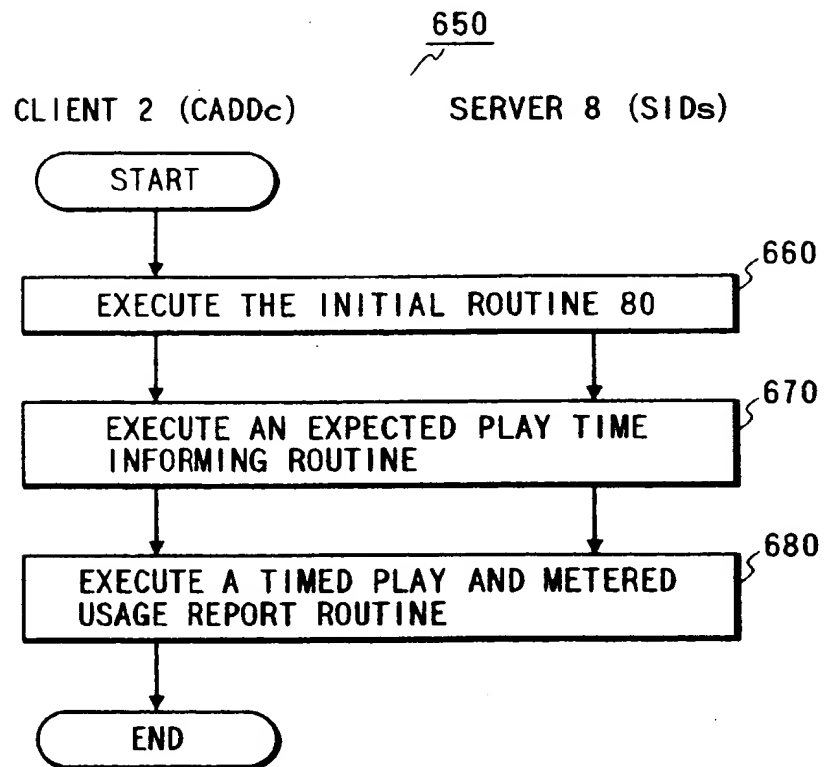 650
CLIENT 2 (CADDc) SERVER 8 (SIDs)
START
660
EXECUTE THE INITIAL ROUTINE 80
670
EXECUTE AN EXPECTED PLAY TIME
INFORMING ROUTINE
680
EXECUTE A TIMED PLAY AND METERED
USAGE REPORT ROUTINE
END